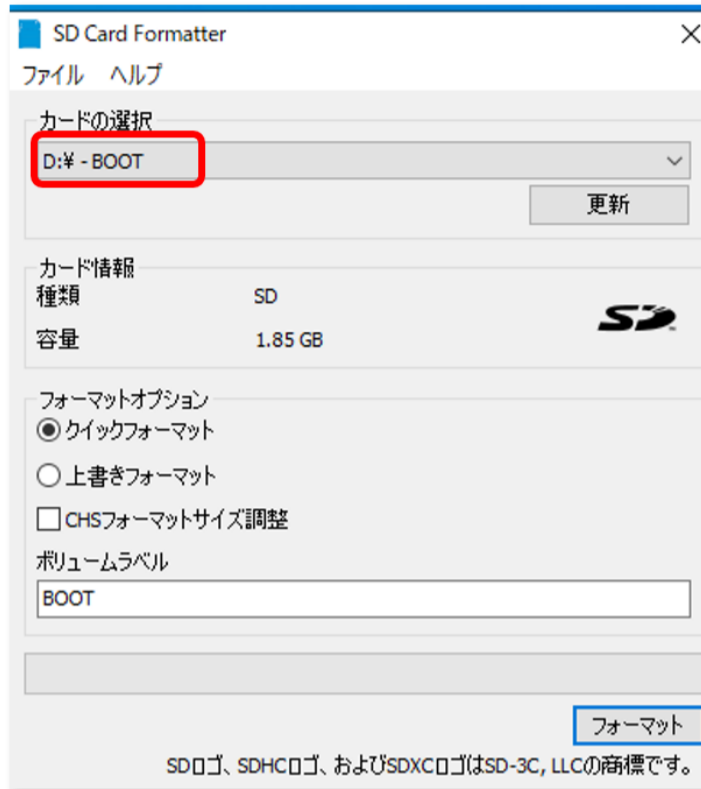 SD Card Formatter
ファイル ヘルプ
カードの選択
D:¥ - BOOT
更新
カード情報
種類 SD
容量 1.85 GB
SD
フォーマットオプション
クイックフォーマット
上書きフォーマット
CHSフォーマットサイズ調整
ボリュームラベル
BOOT
フォーマット
SDロゴ、SDHCロゴ、およびSDXCロゴはSD-3C, LLCの商標です。